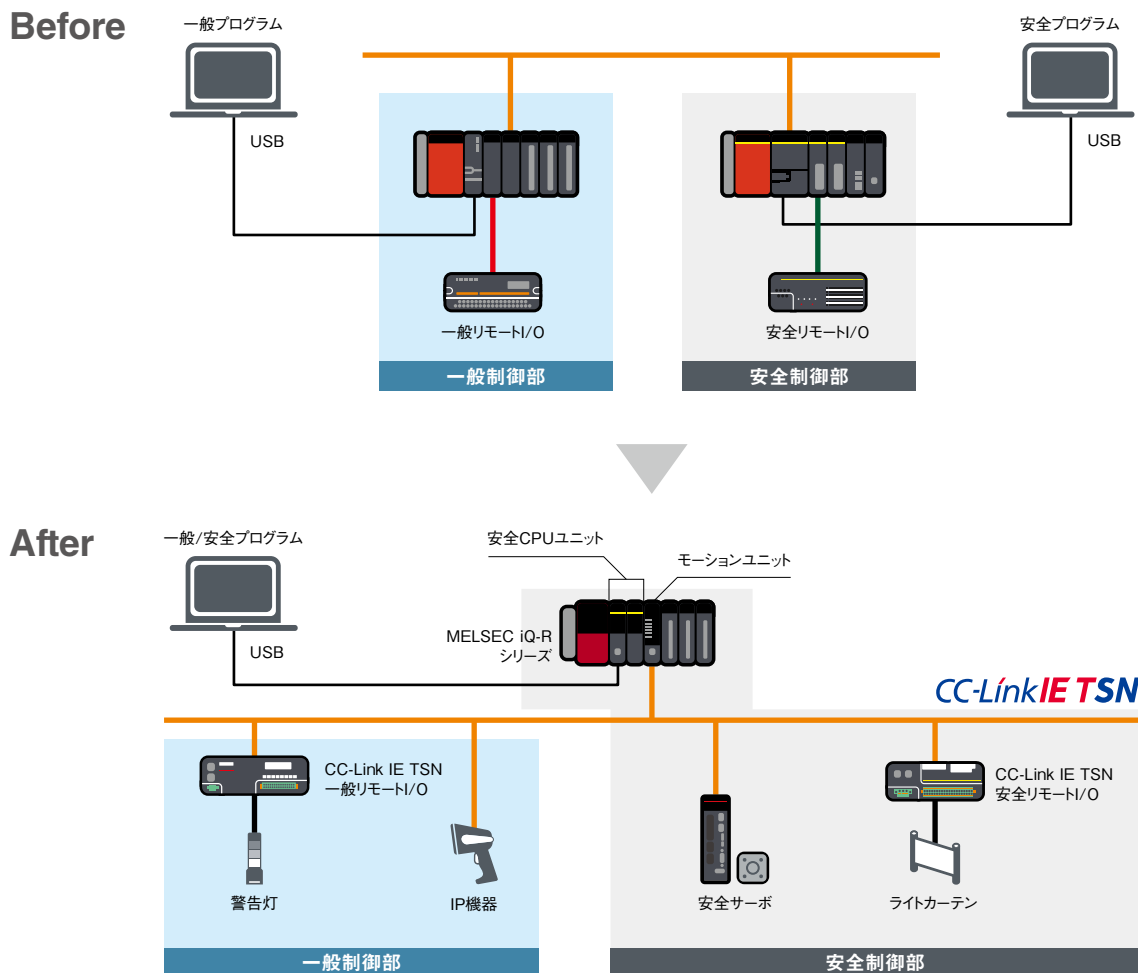 Before
一般プログラム
安全プログラム
USB
USB
一般リモートI/O
安全リモートI/O
一般制御部
安全制御部
After
一般/安全プログラム
安全CPUユニット
モーションユニット
MELSEC iQ-R
シリーズ
USB
CC-Link IE TSN
CC-Link IE TSN
一般リモートI/O
CC-Link IE TSN
安全リモートI/O
警告灯
IP機器
安全サーボ
ライトカーテン
一般制御部
安全制御部